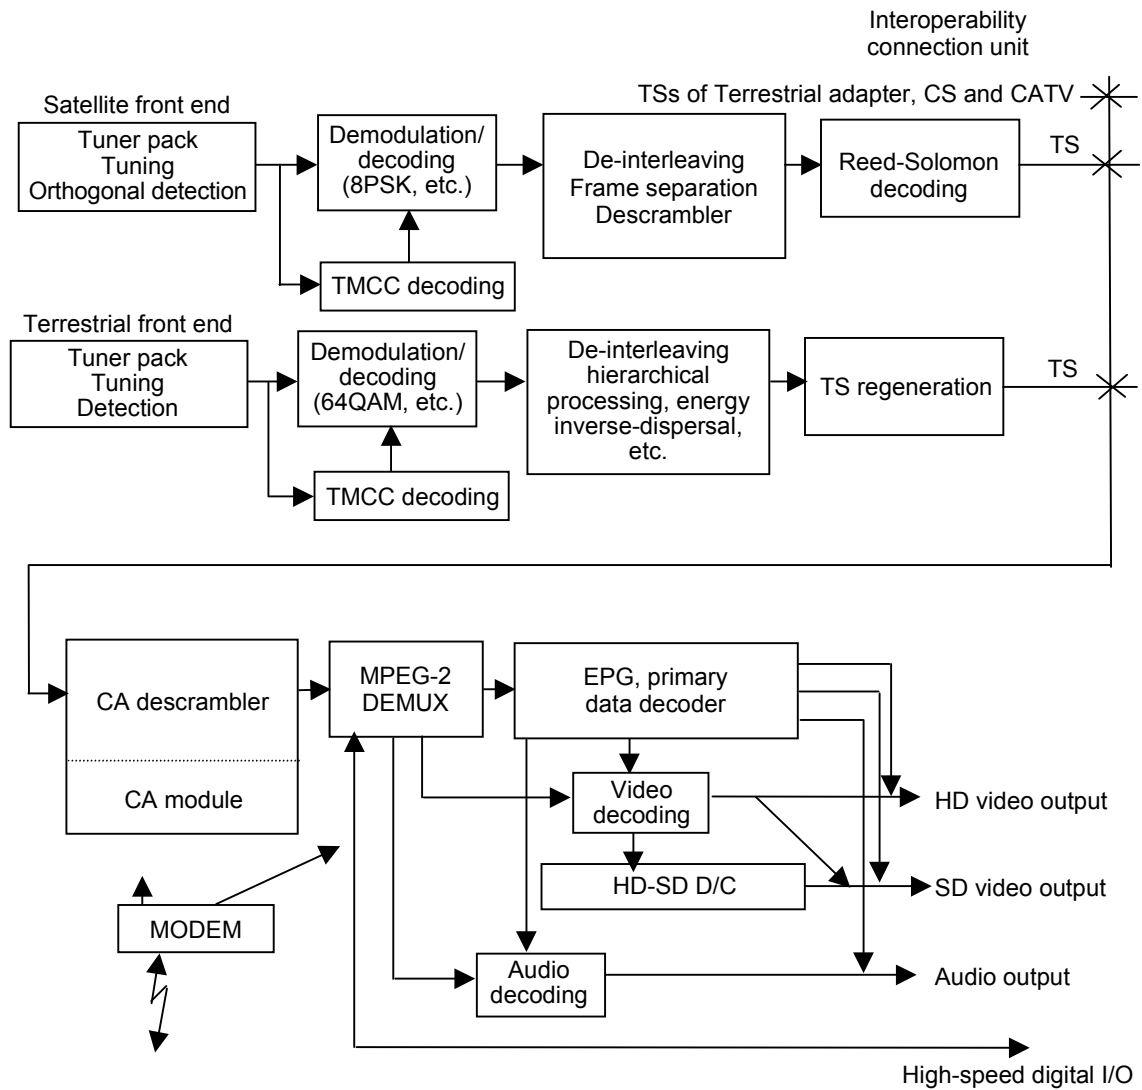 Interoperability
connection unit
TSs of Terrestrial adapter, CS and CATV
Satellite front end
Tuner pack
Tuning
Orthogonal detection
Demodulation/
decoding
(8PSK, etc.)
De-interleaving
Frame separation
Descrambler
Reed-Solomon
decoding
TS
TMCC decoding
Terrestrial front end
Tuner pack
Tuning
Detection
Demodulation/
decoding
(64QAM, etc.)
De-interleaving
hierarchical
processing, energy
inverse-dispersal,
etc.
TS regeneration
TS
TMCC decoding
CA descrambler
CA module
MPEG-2
DEMUX
EPG, primary
data decoder
Video
decoding
HD video output
HD-SD D/C
SD video output
MODEM
Audio
decoding
Audio output
High-speed digital I/O